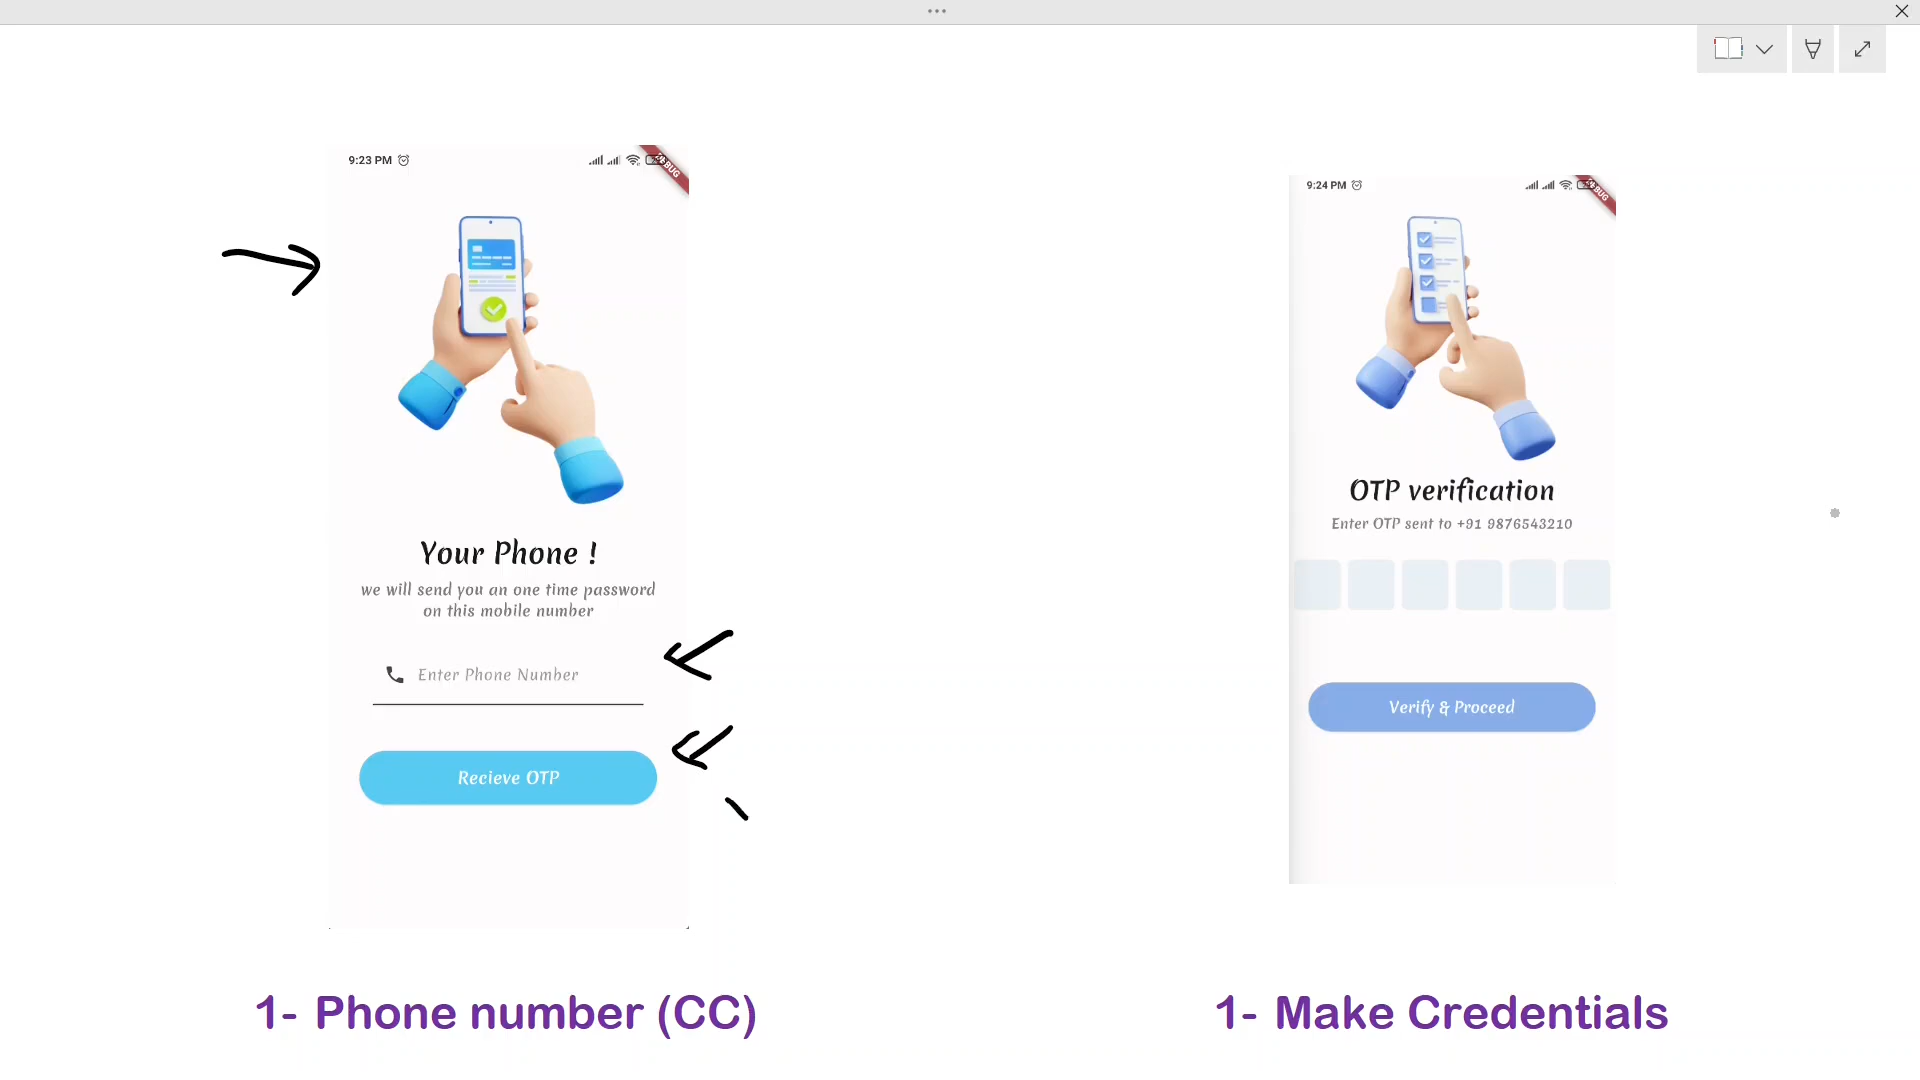 9:23 PM
DEBUG
Your Phone !
we will send you an one time password
on this mobile number
Enter Phone Number
Recieve OTP
1- Phone number (CC)
9:24 PM
DEBUG
OTP verification
Enter OTP sent to +91 9876543210
Verify & Proceed
1- Make Credentials